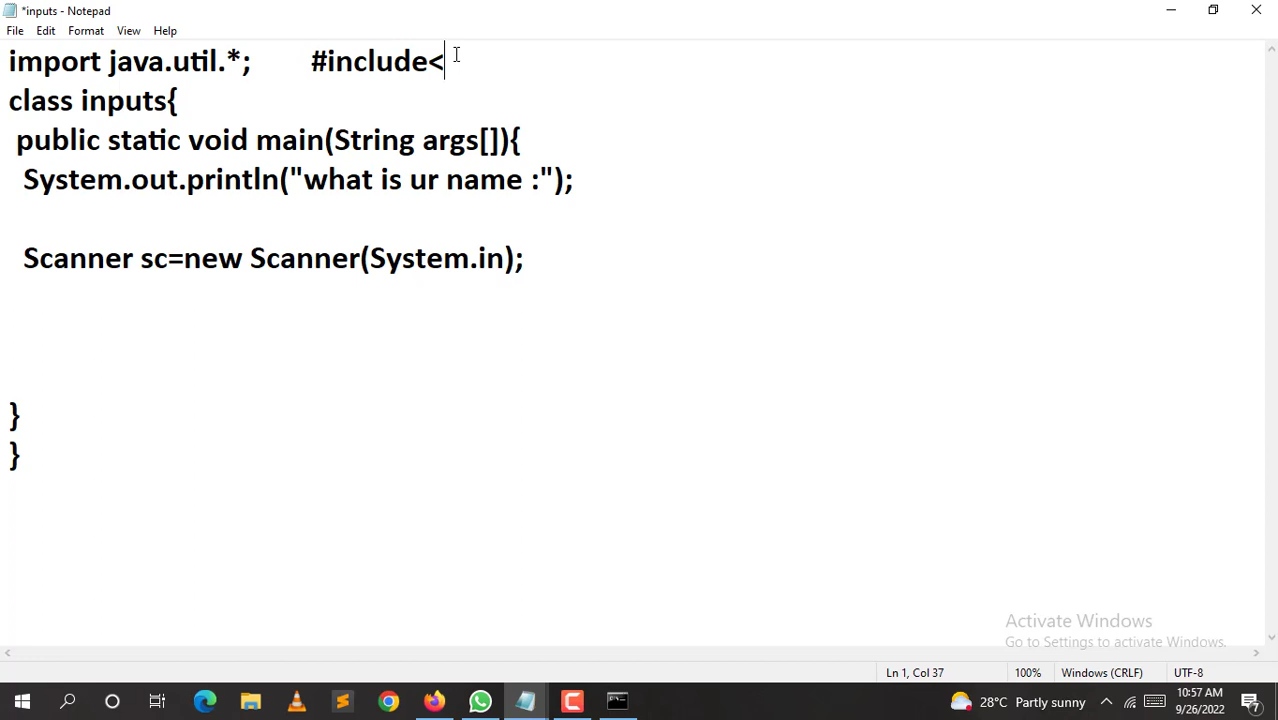 *inputs - Notepad
File Edit Format View Help
import java.util.*; #include<
class inputs{
public static void main(String args[]){
System.out.println("what is ur name :");
Scanner sc=new Scanner(System.in);
}
}
Activate Windows
Go to Settings to activate Windows.
Ln 1, Col 37 100% Windows (CRLF) UTF-8
28°C Partly sunny 10:57 AM
9/26/2022 7